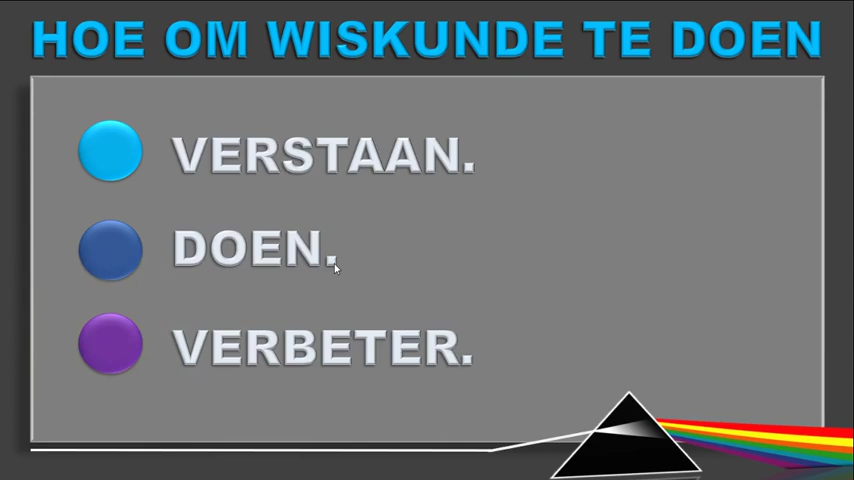 HOE OM WISKUNDE TE DOEN
VERSTAAN.
DOEN.
VERBETER.